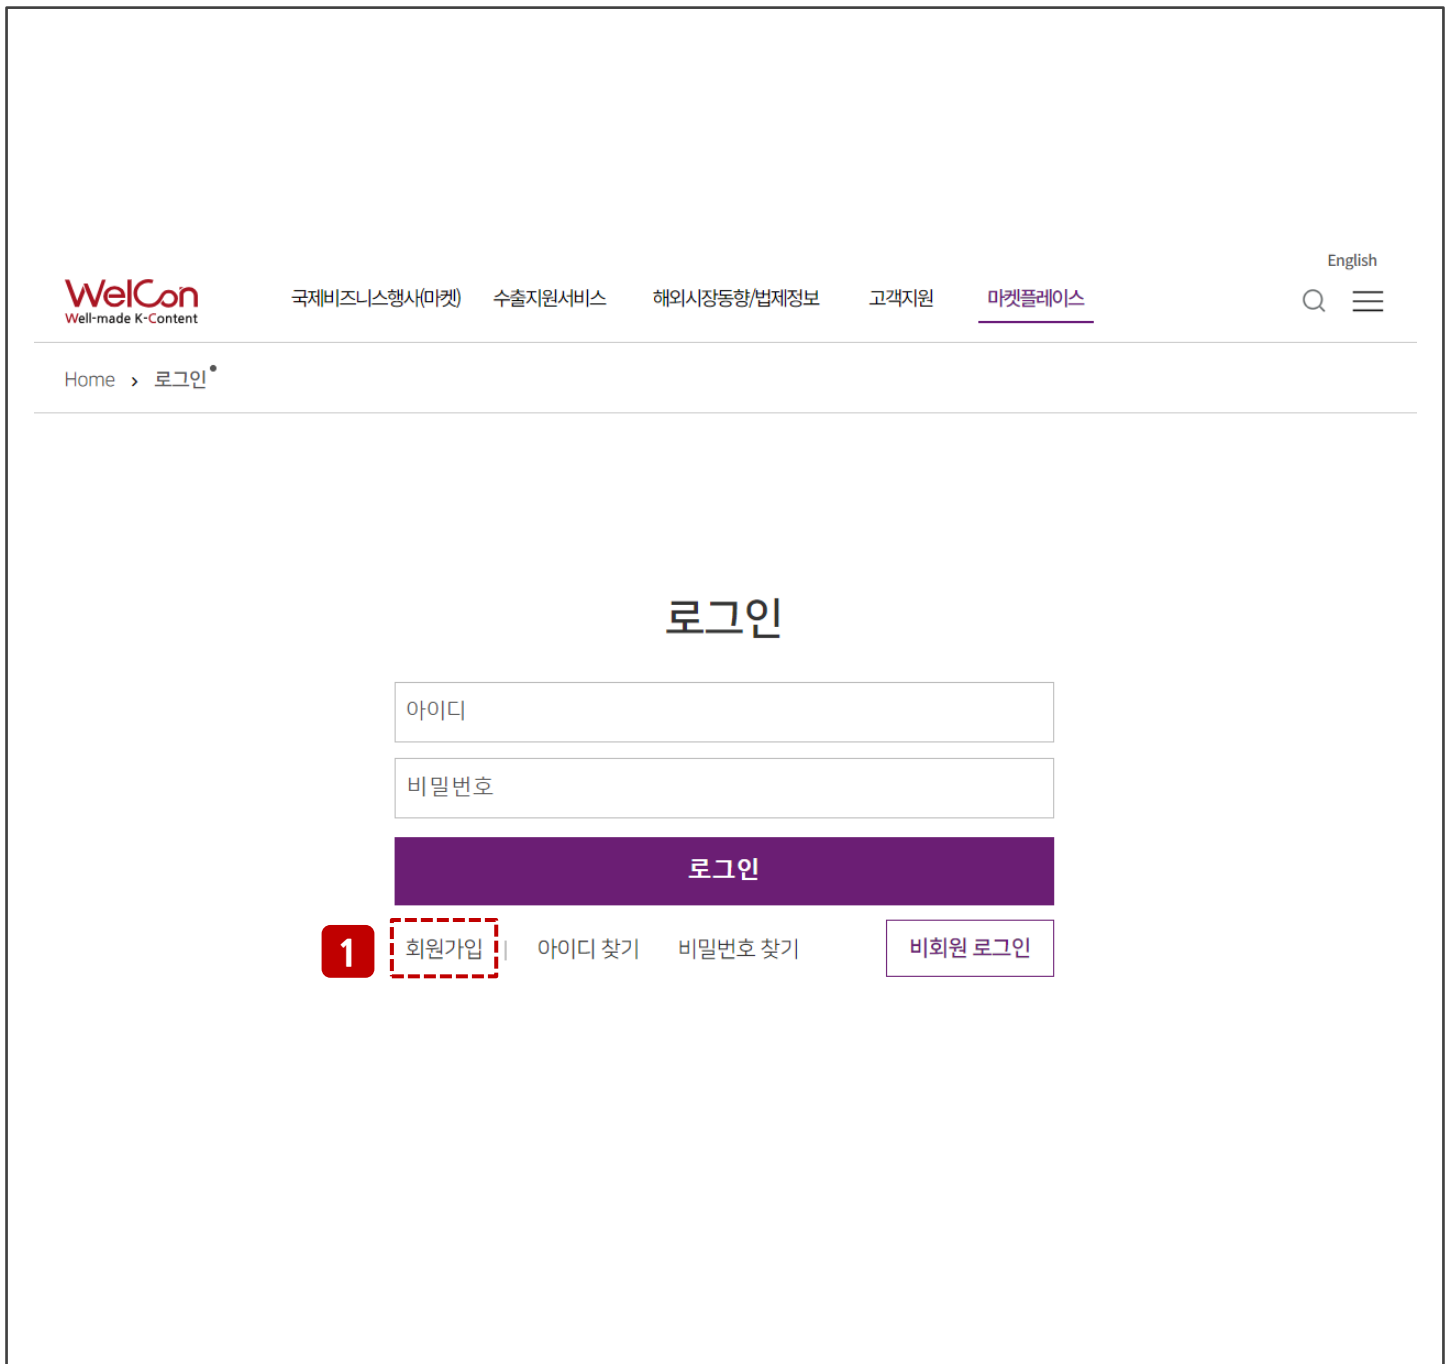 English
WelCon
Well-made K-Content
국제비즈니스행사(마켓) 수출지원서비스 해외시장동향/법제정보 고객지원 마켓플레이스
Home › 로그인
로그인
아이디
비밀번호
로그인
1 회원가입 | 아이디 찾기 비밀번호 찾기 비회원 로그인